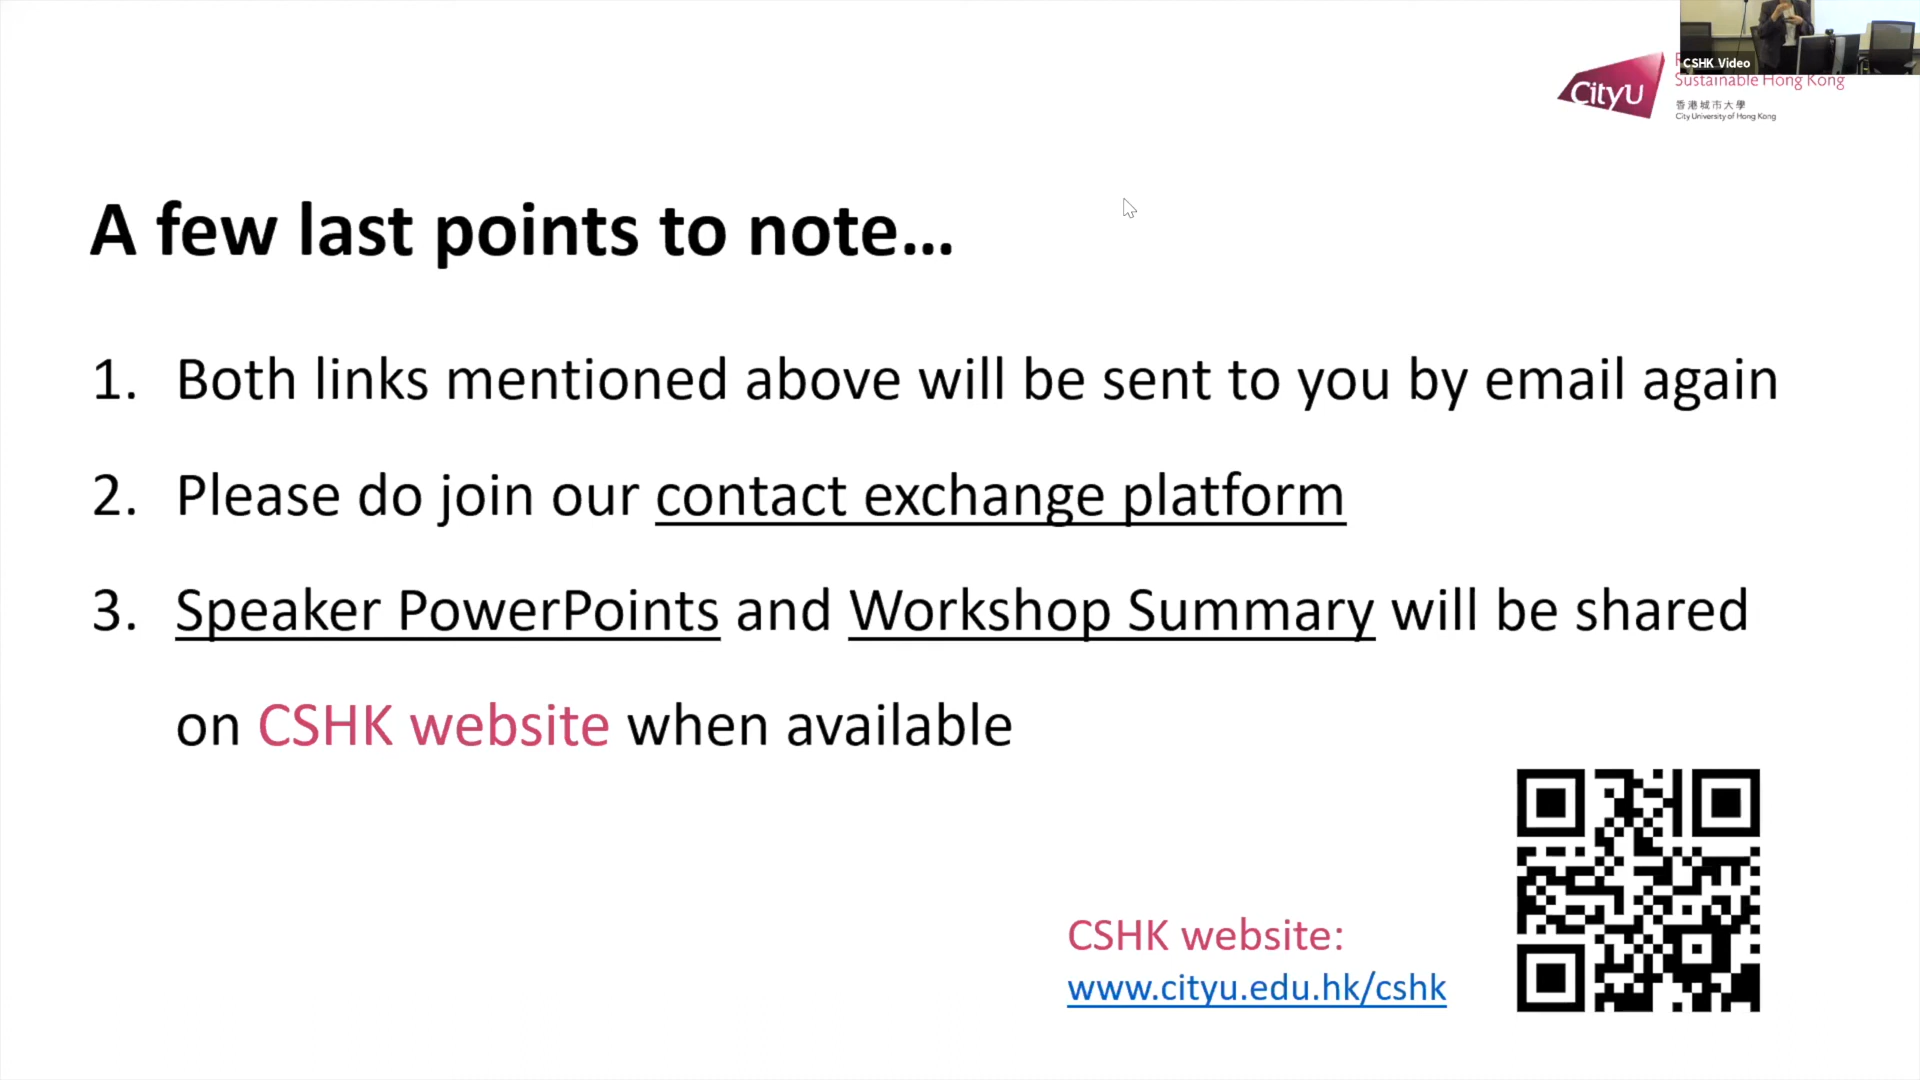 CSHK Video
CityU
Sustainable Hong Kong
香港城市大學
City University of Hong Kong
A few last points to note...
1. Both links mentioned above will be sent to you by email again
2. Please do join our contact exchange platform
3. Speaker PowerPoints and Workshop Summary will be shared
on CSHK website when available
CSHK website:
www.cityu.edu.hk/cshk